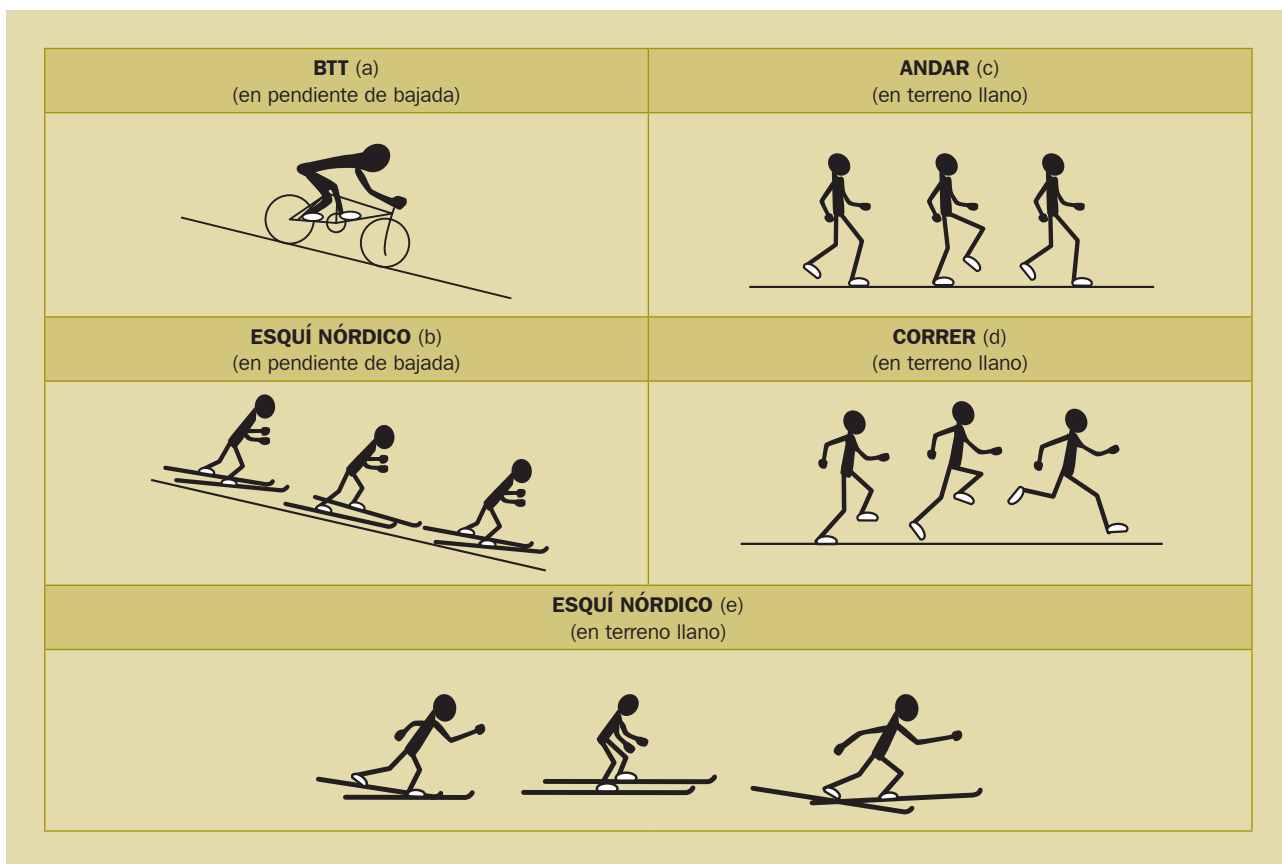 BTT (a)
(en pendiente de bajada)
ANDAR (c)
(en terreno llano)
ESQUÍ NÓRDICO (b)
(en pendiente de bajada)
CORRER (d)
(en terreno llano)
ESQUÍ NÓRDICO (e)
(en terreno llano)